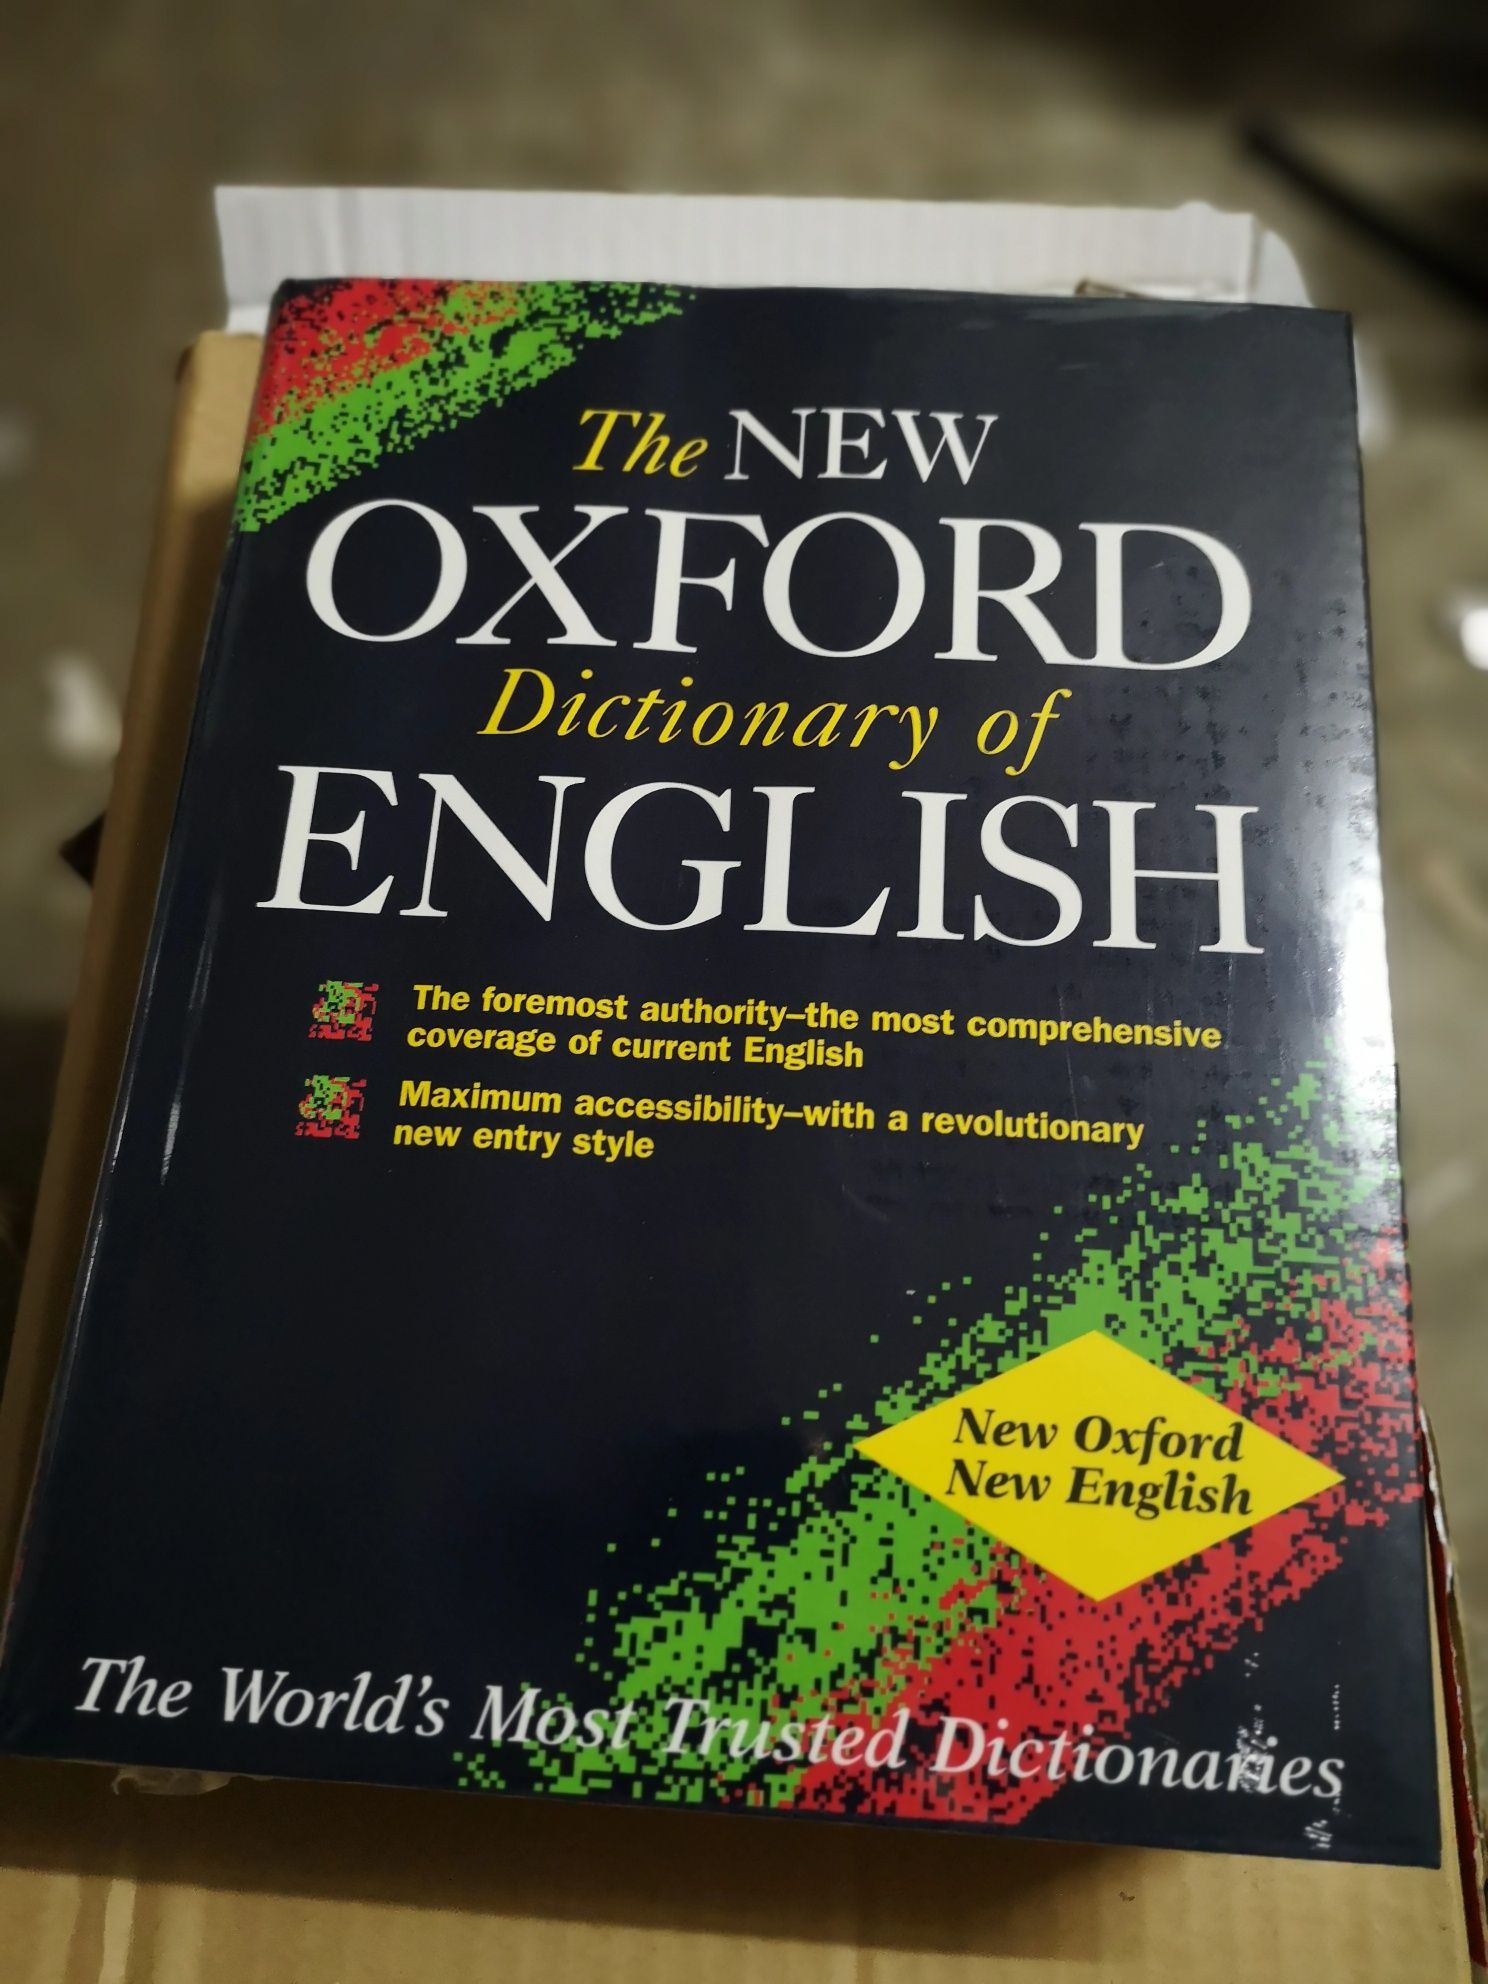 The NEW
OXFORD
Dictionary of
ENGLISH
The foremost authority–the most comprehensive
coverage of current English
Maximum accessibility–with a revolutionary
new entry style
New Oxford
New English
The World's Most Trusted Dictionaries